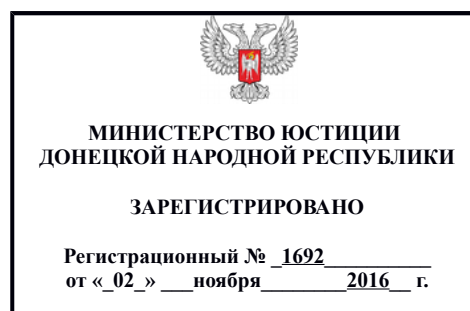 МИНИСТЕРСТВО ЮСТИЦИИ
ДОНЕЦКОЙ НАРОДНОЙ РЕСПУБЛИКИ
ЗАРЕГИСТРИРОВАНО
Регистрационный № _1692__________
от «_02_» ___ноября________2016__ г.